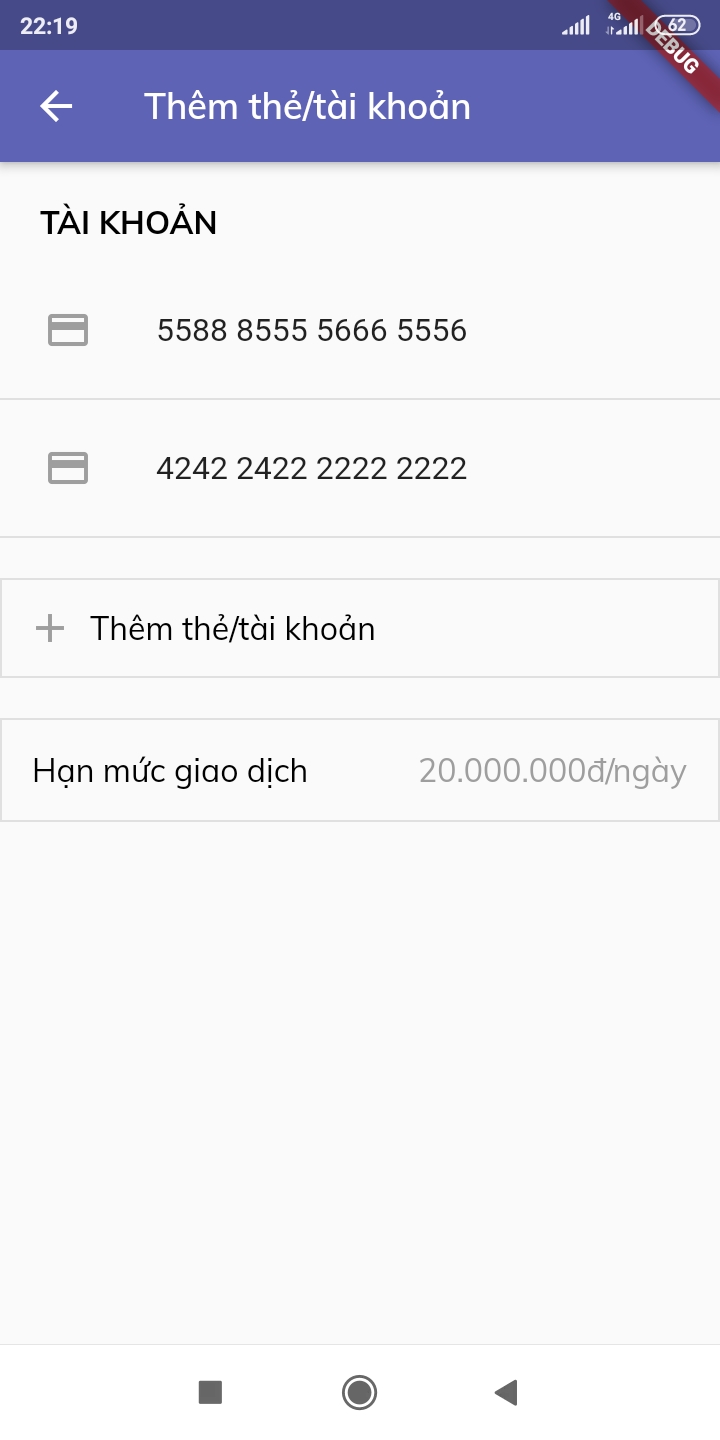 22:19
4G
62
DEBUG
Thêm thẻ/tài khoản
TÀI KHOẢN
5588 8555 5666 5556
4242 2422 2222 2222
Thêm thẻ/tài khoản
Hạn mức giao dịch 20.000.000đ/ngày